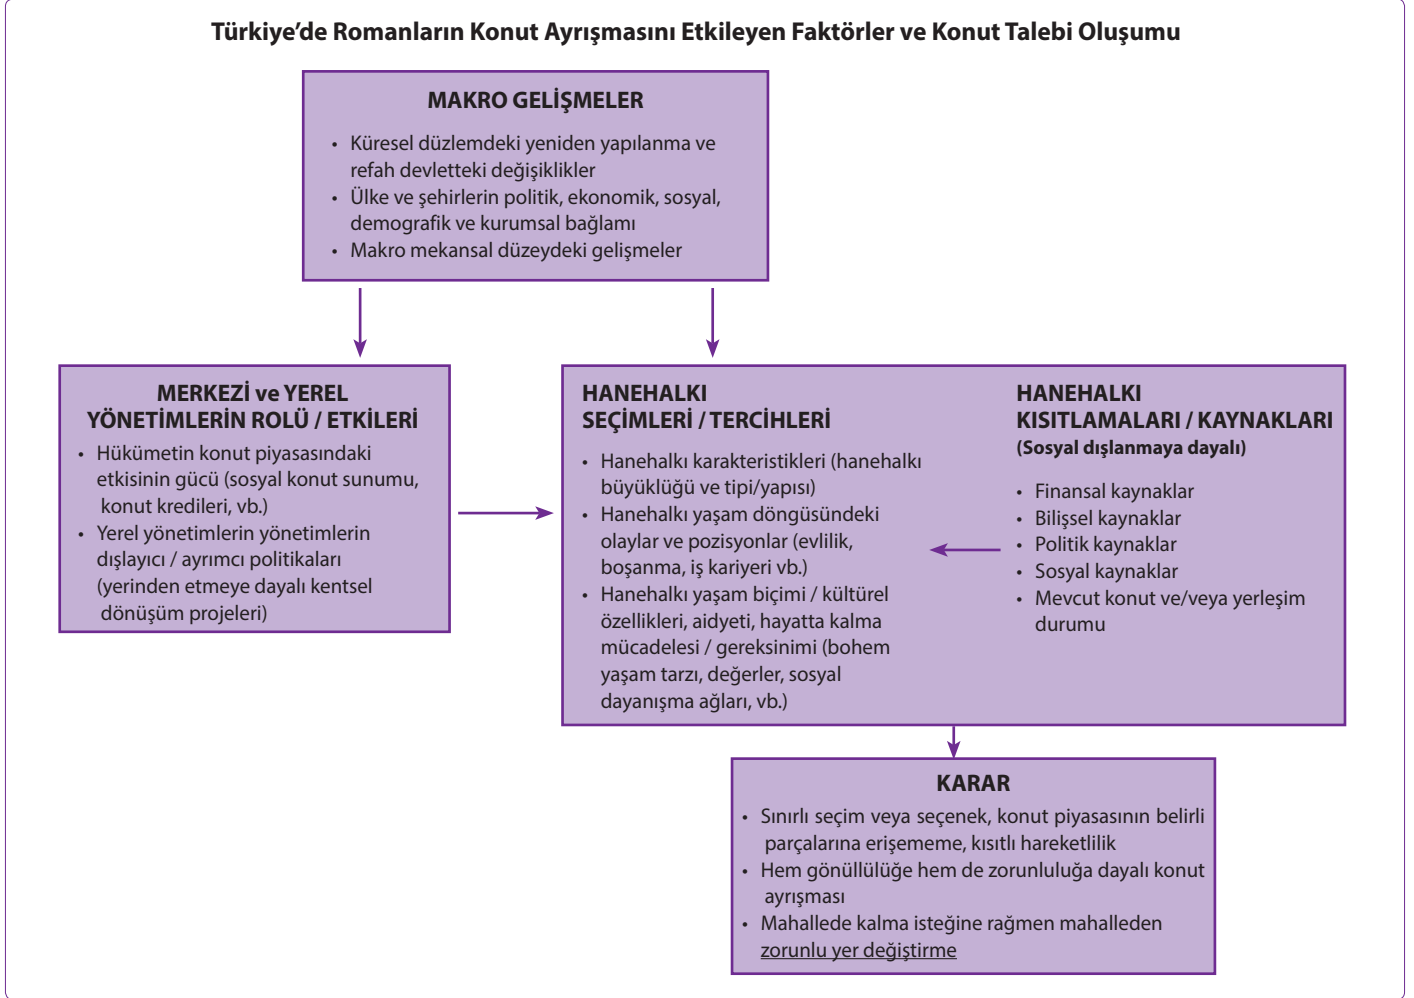 Türkiye’de Romanların Konut Ayrışmasını Etkileyen Faktörler ve Konut Talebi Oluşumu
MAKRO GELİŞMELER
• Küresel düzlemdeki yeniden yapılanma ve
refah devletteki değişiklikler
• Ülke ve şehirlerin politik, ekonomik, sosyal,
demografik ve kurumsal bağlamı
• Makro mekansal düzeydeki gelişmeler
MERKEZİ ve YEREL
YÖNETİMLERİN ROLÜ / ETKİLERİ
• Hükümetin konut piyasasındaki
etkisinin gücü (sosyal konut sunumu,
konut kredileri, vb.)
• Yerel yönetimlerin yönetimlerin
dışlayıcı / ayrımcı politikaları
(yerinden etmeye dayalı kentsel
dönüşüm projeleri)
HANEHALKI
SEÇİMLERİ / TERCİHLERİ
• Hanehalkı karakteristikleri (hanehalkı
büyüklüğü ve tipi/yapısı)
• Hanehalkı yaşam döngüsündeki
olaylar ve pozisyonlar (evlilik,
boşanma, iş kariyeri vb.)
• Hanehalkı yaşam biçimi / kültürel
özellikleri, aidyeti, hayatta kalma
mücadelesi / gereksinimi (bohem
yaşam tarzı, değerler, sosyal
dayanışma ağları, vb.)
HANEHALKI
KISITLAMALARI / KAYNAKLARI
(Sosyal dışlanmaya dayalı)
• Finansal kaynaklar
• Bilişsel kaynaklar
• Politik kaynaklar
• Sosyal kaynaklar
• Mevcut konut ve/veya yerleşim
durumu
KARAR
• Sınırlı seçim veya seçenek, konut piyasasının belirli
parçalarına erişememe, kısıtlı hareketlilik
• Hem gönüllülüğe hem de zorunluluğa dayalı konut
ayrışması
• Mahallede kalma isteğine rağmen mahalleden
zorunlu yer değiştirme